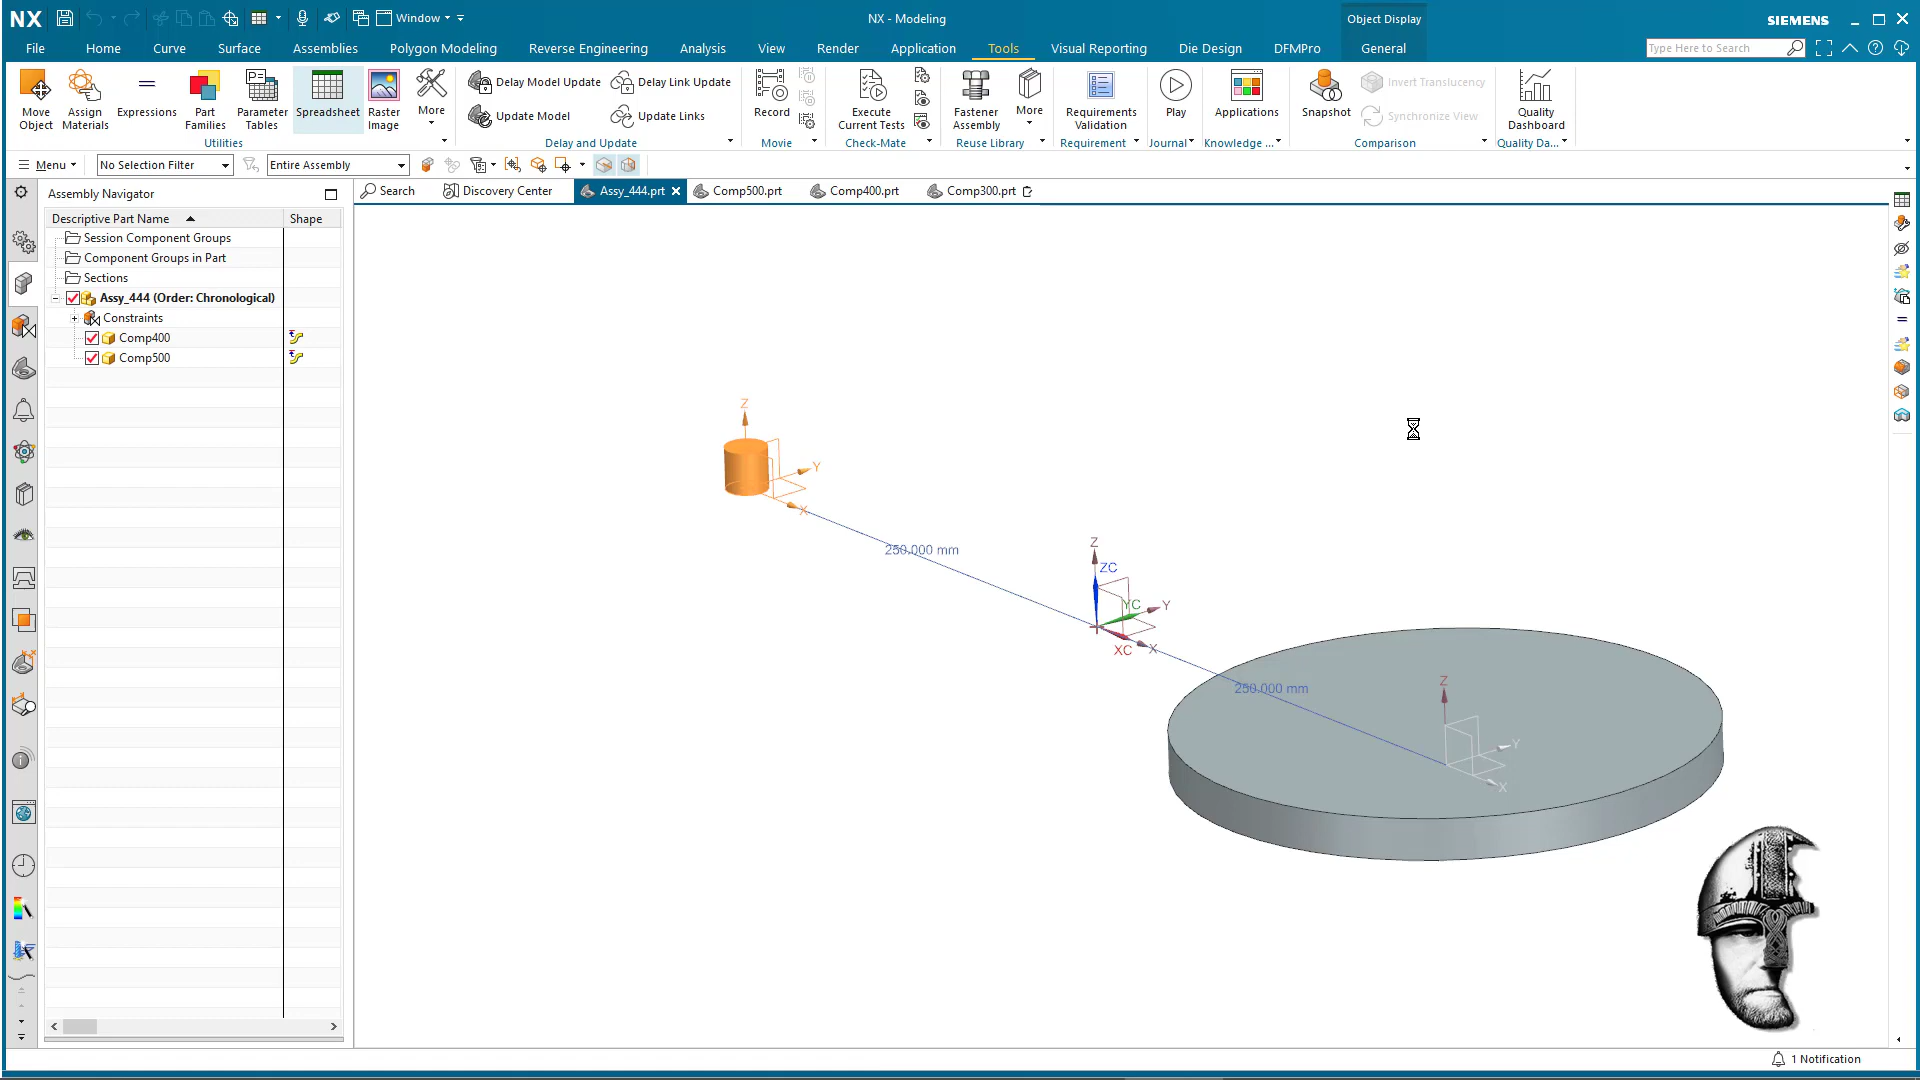 NX
Window
NX - Modeling
Object Display
SIEMENS
File
Home
Curve
Surface
Assemblies
Polygon Modeling
Reverse Engineering
Analysis
View
Render
Application
Tools
Visual Reporting
Die Design
DFMPro
General
Type Here to Search
Move
Object
Assign
Materials
Expressions
Part
Families
Parameter
Tables
Spreadsheet
Raster
Image
More
Delay Model Update
Delay Link Update
Update Model
Update Links
Record
Execute
Current Tests
Fastener
Assembly
More
Requirements
Validation
Play
Applications
Snapshot
Invert Translucency
Synchronize View
Quality
Dashboard
Utilities
Delay and Update
Movie
Check-Mate
Reuse Library
Requirement
Journal
Knowledge ...
Comparison
Quality Da...
Menu
No Selection Filter
Entire Assembly
Assembly Navigator
Search
Discovery Center
Assy_444.prt
Comp500.prt
Comp400.prt
Comp300.prt
Descriptive Part Name
Shape
Session Component Groups
Component Groups in Part
Sections
Assy_444 (Order: Chronological)
Constraints
Comp400
Comp500
Z
Y
X
250.000 mm
Z
ZC
YC
Y
XC
X
250.000 mm
Z
Y
X
1 Notification